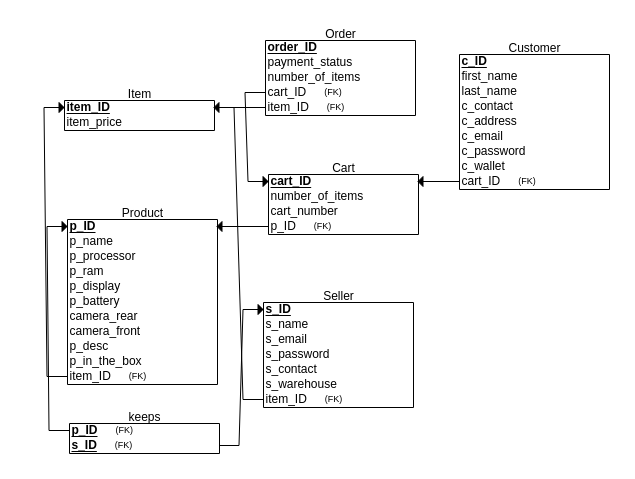 Order
order_ID
payment_status
number_of_items
cart_ID (FK)
item_ID (FK)
Customer
c_ID
first_name
last_name
c_contact
c_address
c_email
c_password
c_wallet
cart_ID (FK)
Item
item_ID
item_price
Cart
cart_ID
number_of_items
cart_number
p_ID (FK)
Product
p_ID
p_name
p_processor
p_ram
p_display
p_battery
camera_rear
camera_front
p_desc
p_in_the_box
item_ID (FK)
Seller
s_ID
s_name
s_email
s_password
s_contact
s_warehouse
item_ID (FK)
keeps
p_ID (FK)
s_ID (FK)